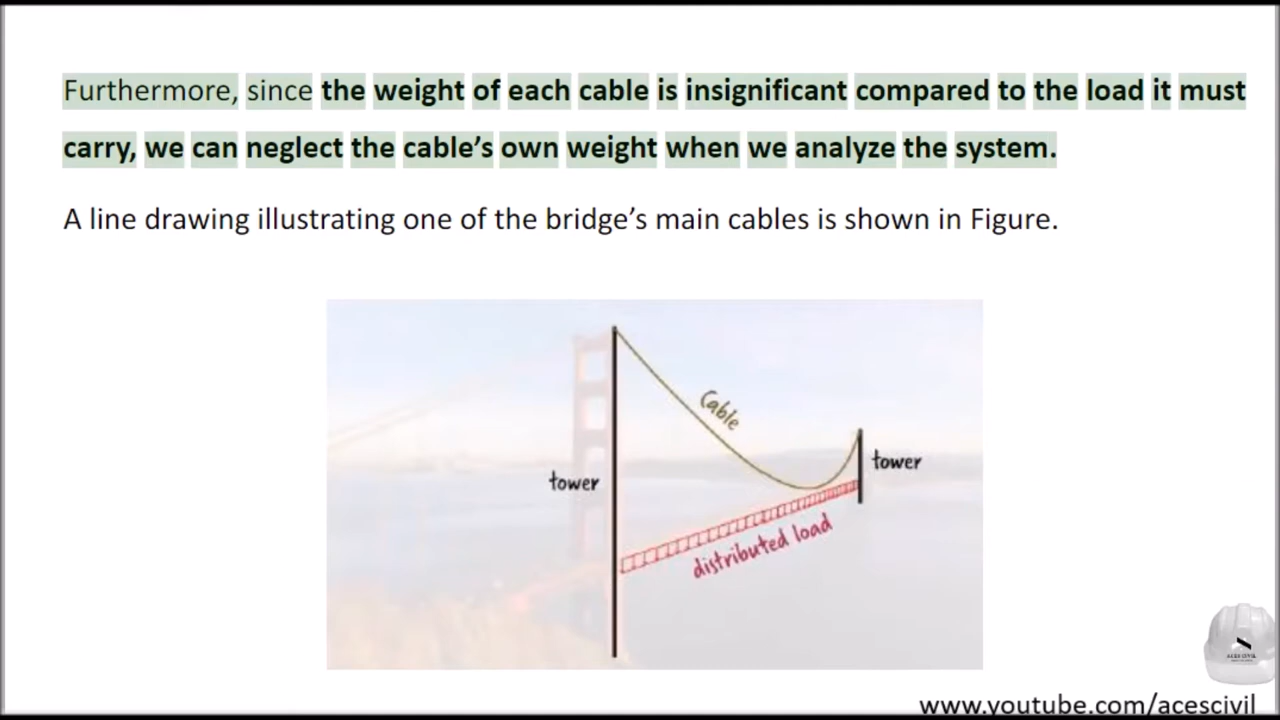 Furthermore, since the weight of each cable is insignificant compared to the load it must
carry, we can neglect the cable’s own weight when we analyze the system.
A line drawing illustrating one of the bridge’s main cables is shown in Figure.
Cable
tower
tower
distributed load
ACES CIVIL
www.youtube.com/acescivil